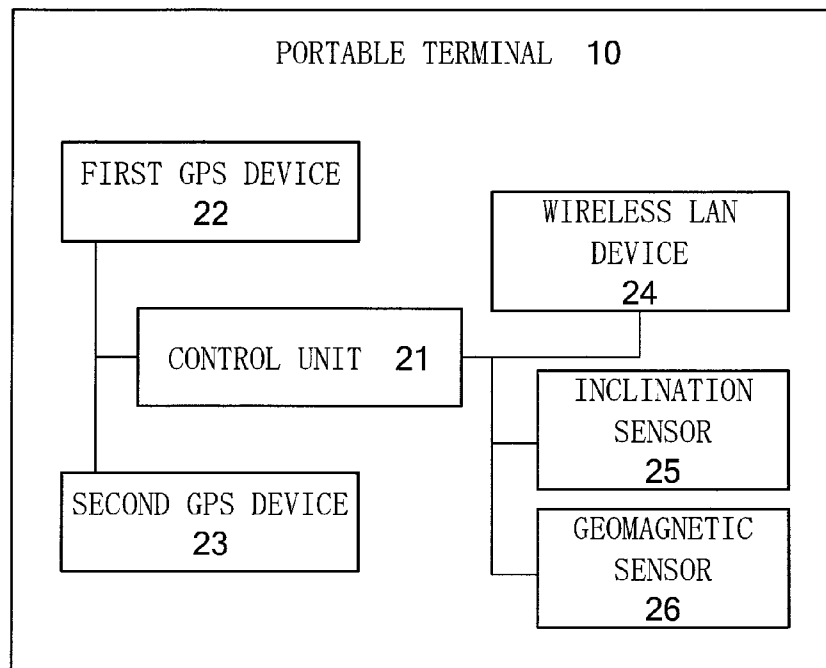 PORTABLE TERMINAL 10
FIRST GPS DEVICE
22
WIRELESS LAN
DEVICE
24
CONTROL UNIT 21
INCLINATION
SENSOR
25
SECOND GPS DEVICE
23
GEOMAGNETIC
SENSOR
26